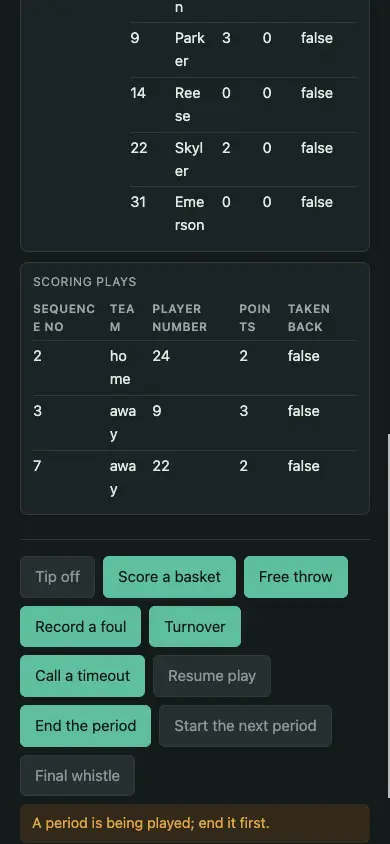 n
9 Park 3 0 false
er
14 Ree 0 0 false
se
22 Skyl 2 0 false
er
31 Eme 0 0 false
rson
SCORING PLAYS
SEQUENC TEA PLAYER POIN TAKEN
E NO M NUMBER TS BACK
2 ho 24 2 false
me
3 awa 9 3 false
y
7 awa 22 2 false
y
Tip off Score a basket Free throw
Record a foul Turnover
Call a timeout Resume play
End the period Start the next period
Final whistle
A period is being played; end it first.